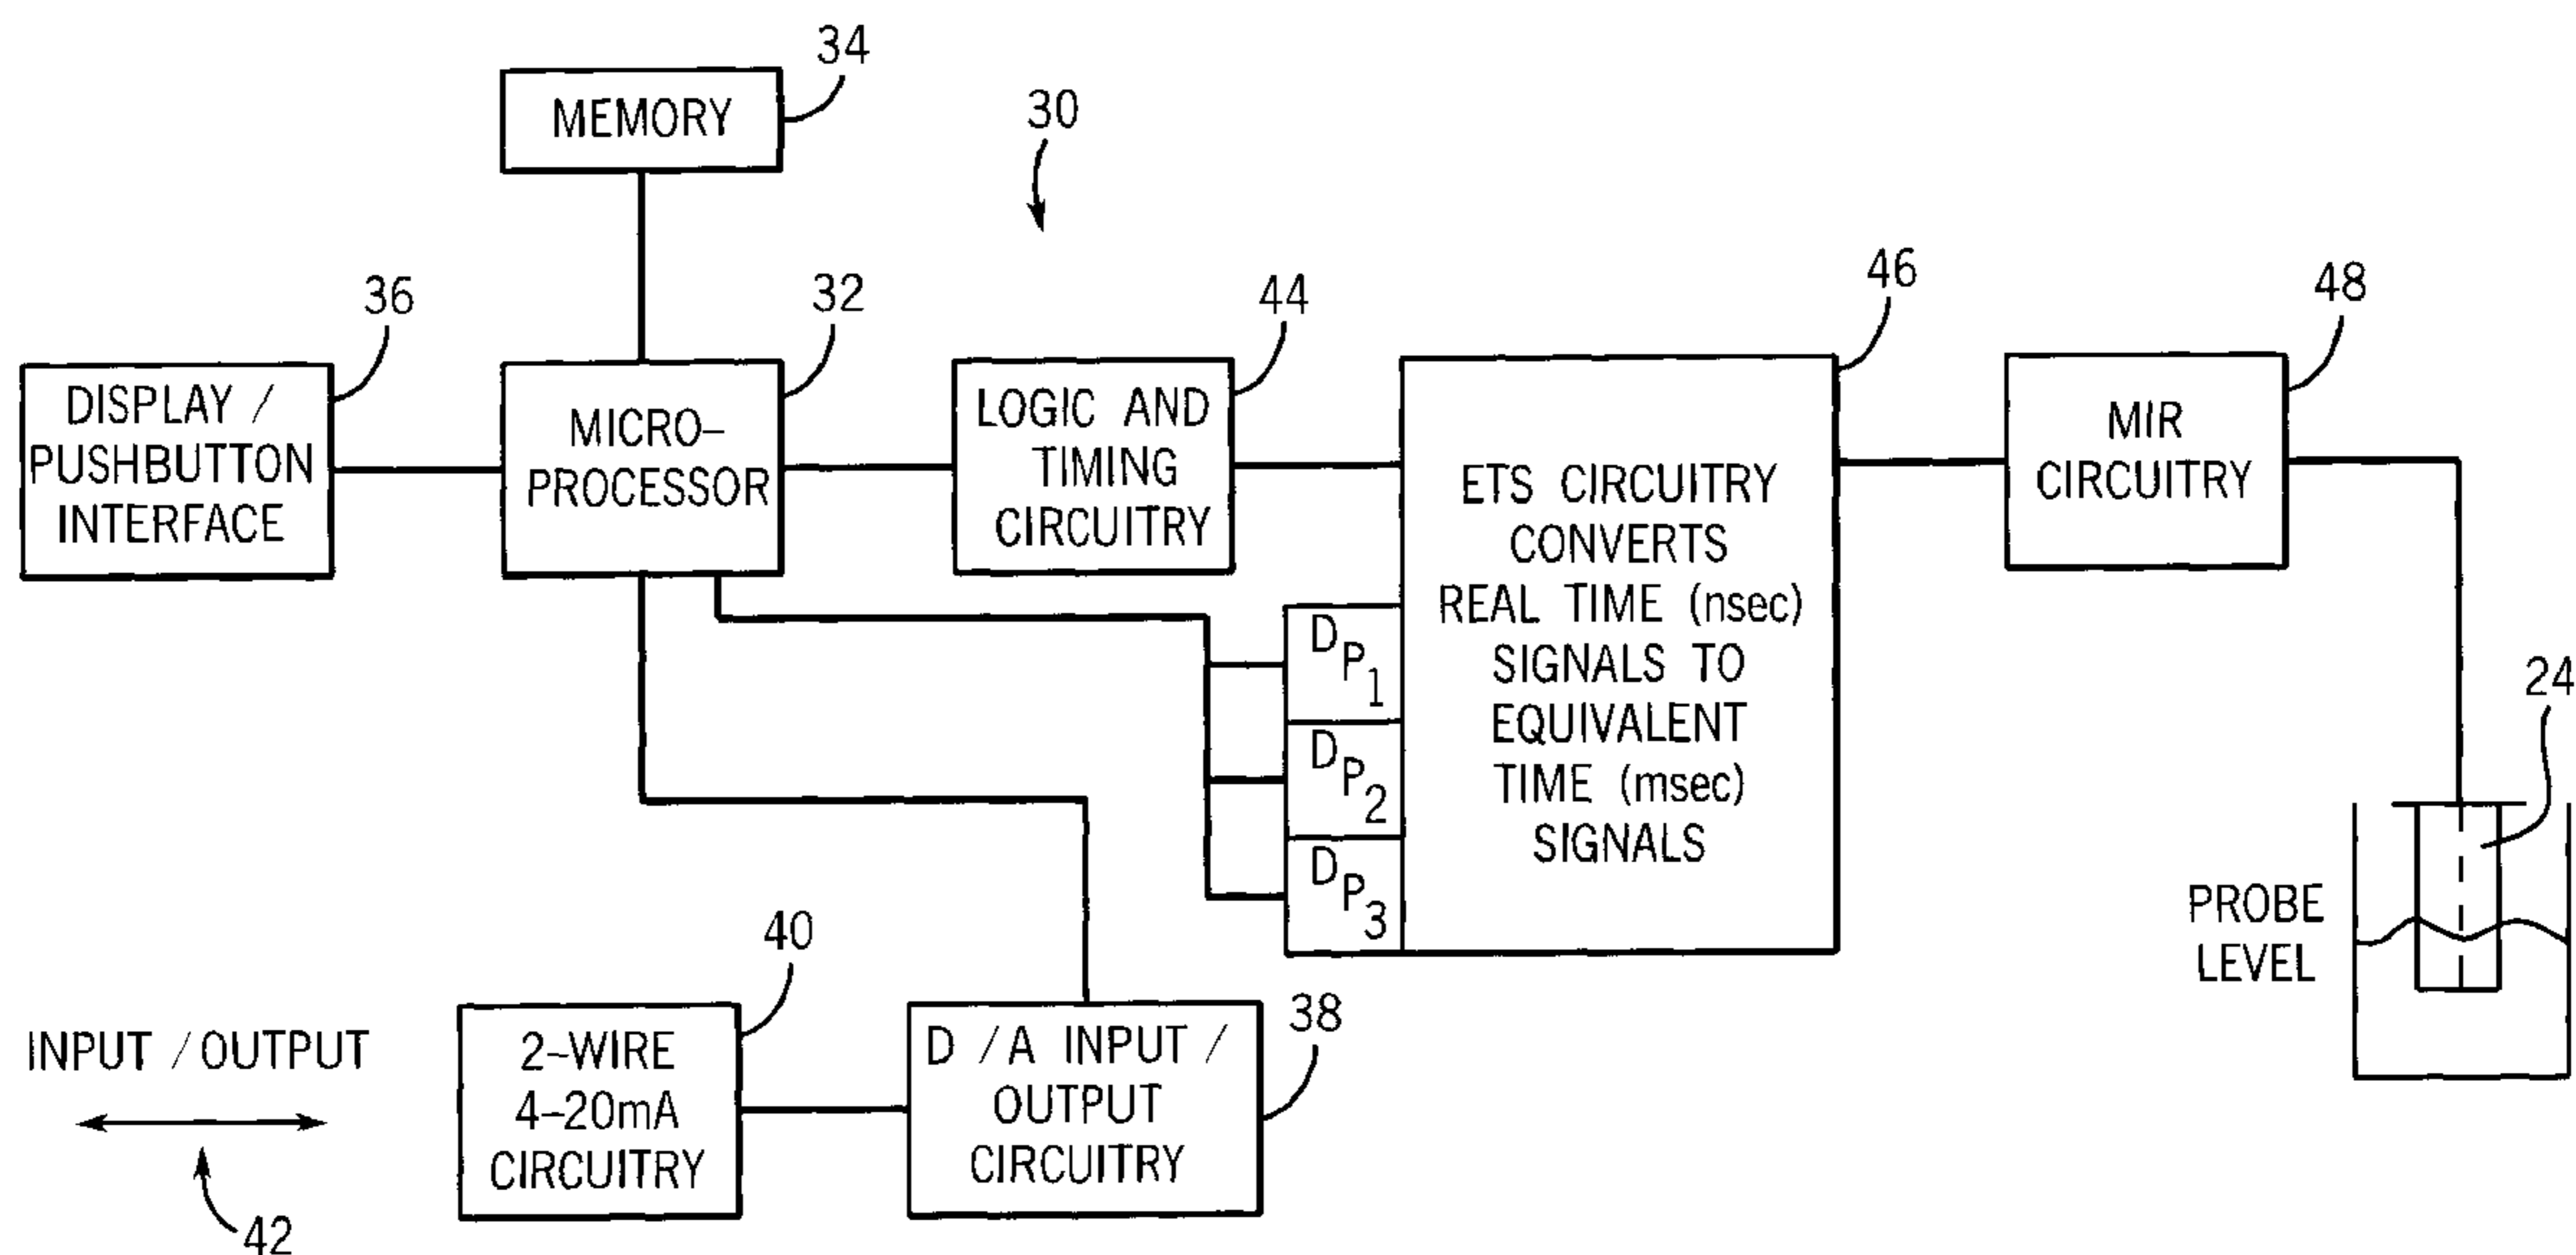 34
MEMORY
30
36
DISPLAY /
PUSHBUTTON
INTERFACE
32
MICRO–
PROCESSOR
44
LOGIC AND
TIMING
CIRCUITRY
46
ETS CIRCUITRY
CONVERTS
REAL TIME (nsec)
SIGNALS TO
EQUIVALENT
TIME (msec)
SIGNALS
DP1
DP2
DP3
48
MIR
CIRCUITRY
24
PROBE
LEVEL
INPUT / OUTPUT
42
40
2–WIRE
4–20mA
CIRCUITRY
38
D / A INPUT /
OUTPUT
CIRCUITRY